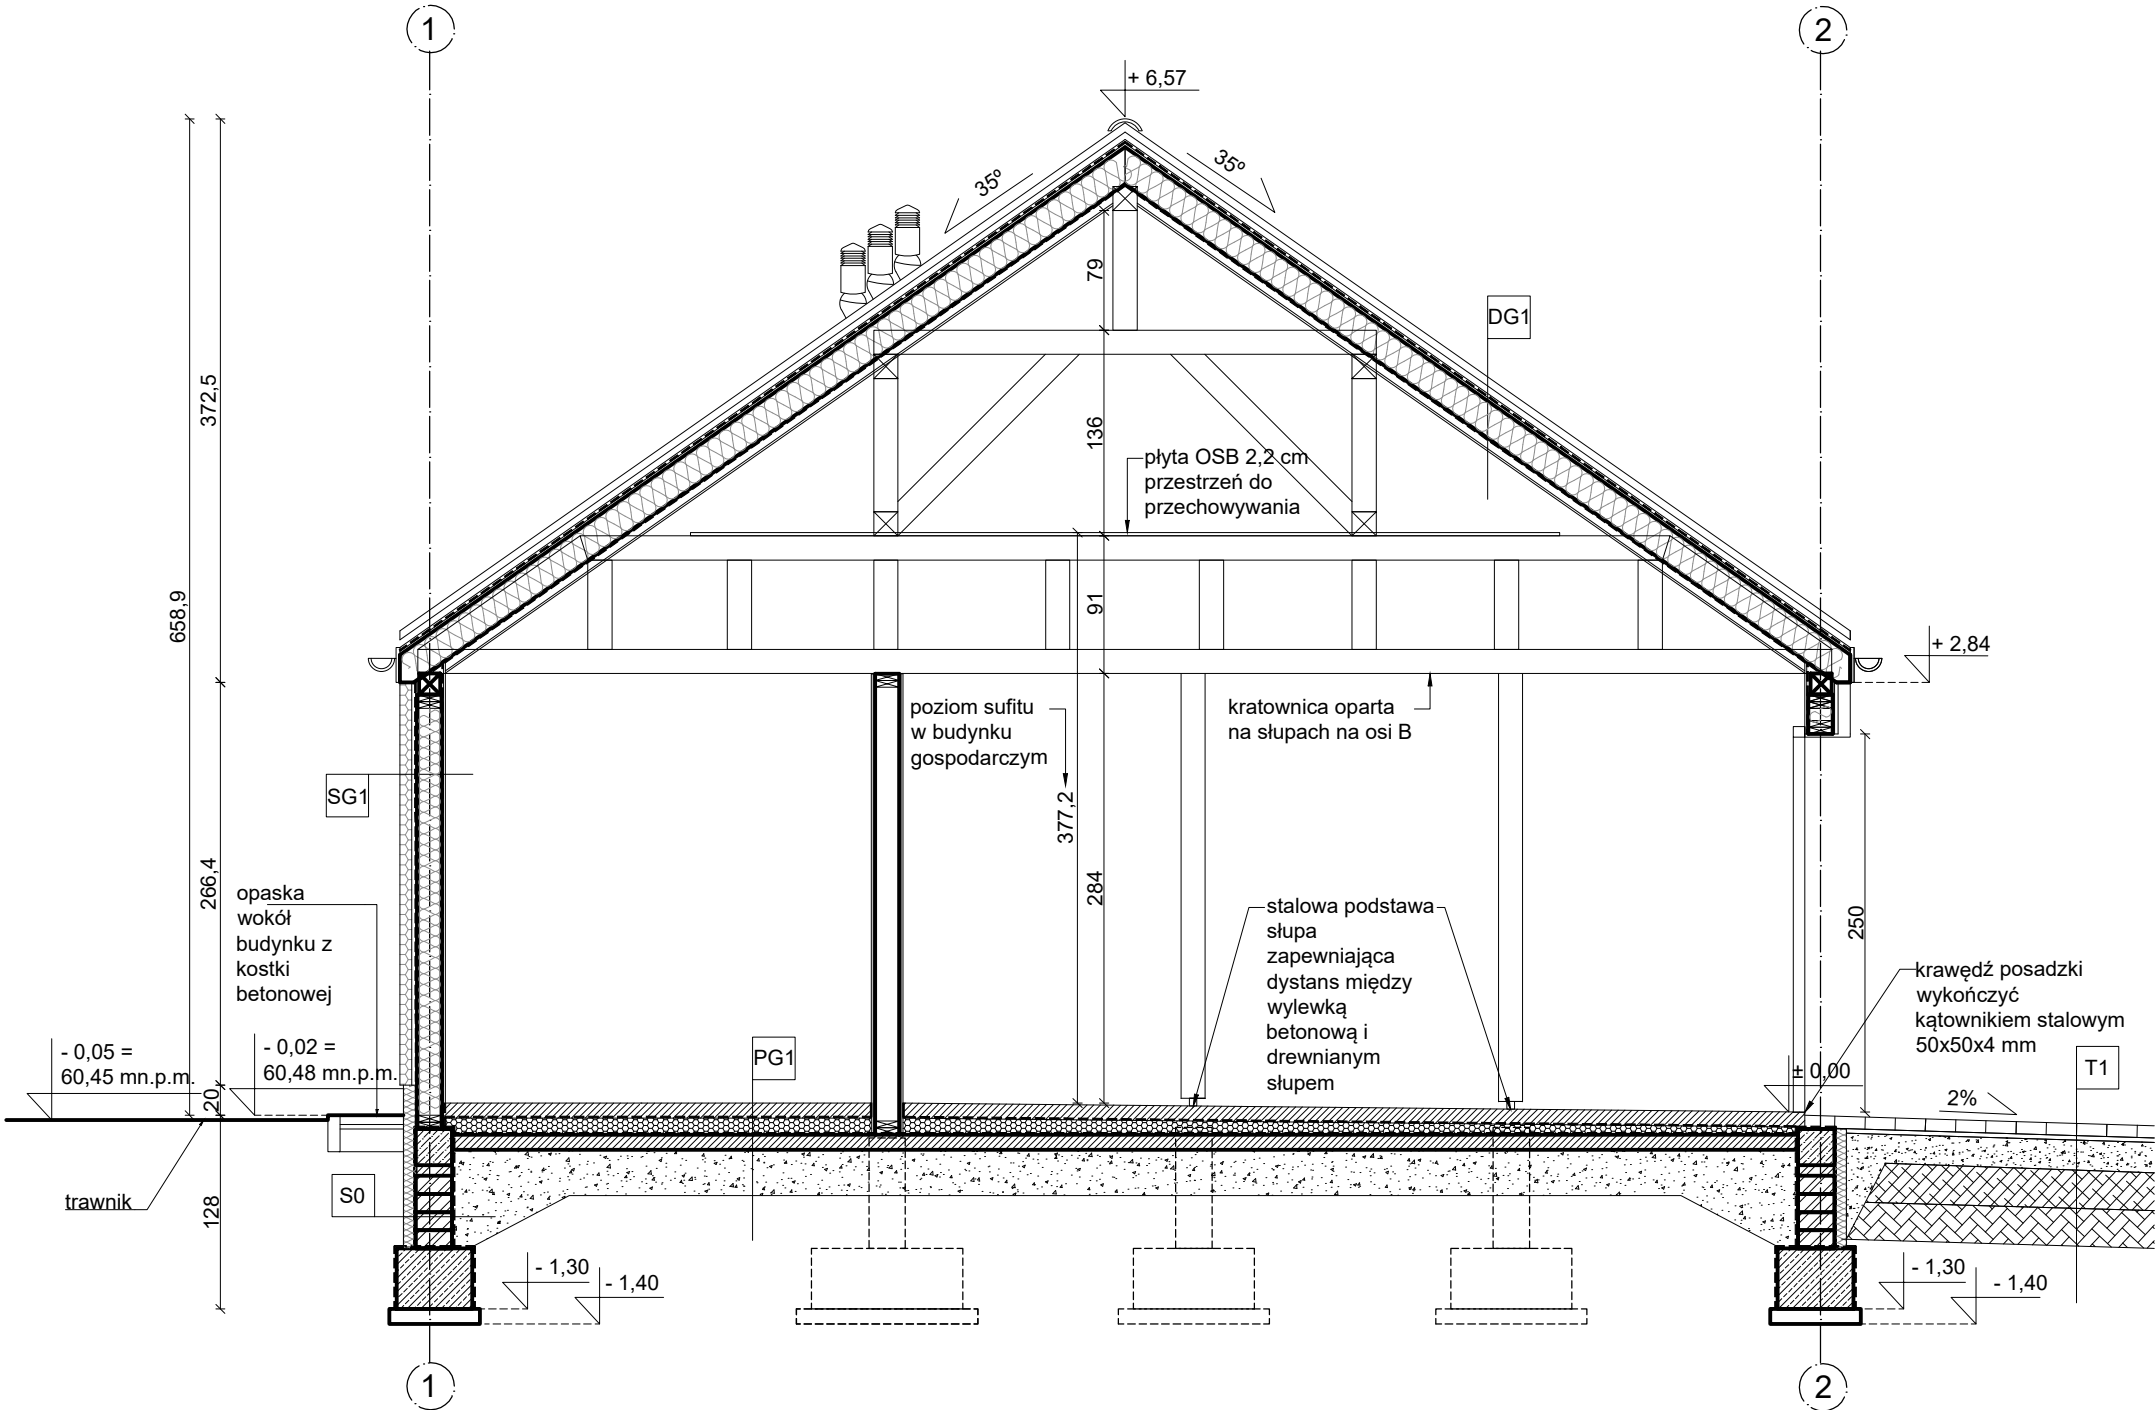 1
2
+ 6,57
35º
35º
79
DG1
372,5
136
płyta OSB 2,2 cm
przestrzeń do
przechowywania
658,9
91
+ 2,84
poziom sufitu
w budynku
gospodarczym
kratownica oparta
na słupach na osi B
SG1
377,2
266,4
284
250
opaska
wokół
budynku z
kostki
betonowej
stalowa podstawa
słupa
zapewniająca
dystans między
wylewką
betonową i
drewnianym
słupem
krawędź posadzki
wykończyć
kątownikiem stalowym
50x50x4 mm
- 0,05 =
60,45 mn.p.m.
- 0,02 =
60,48 mn.p.m.
PG1
± 0,00
T1
20
2%
trawnik
S0
128
- 1,30
- 1,40
- 1,30
- 1,40
1
2